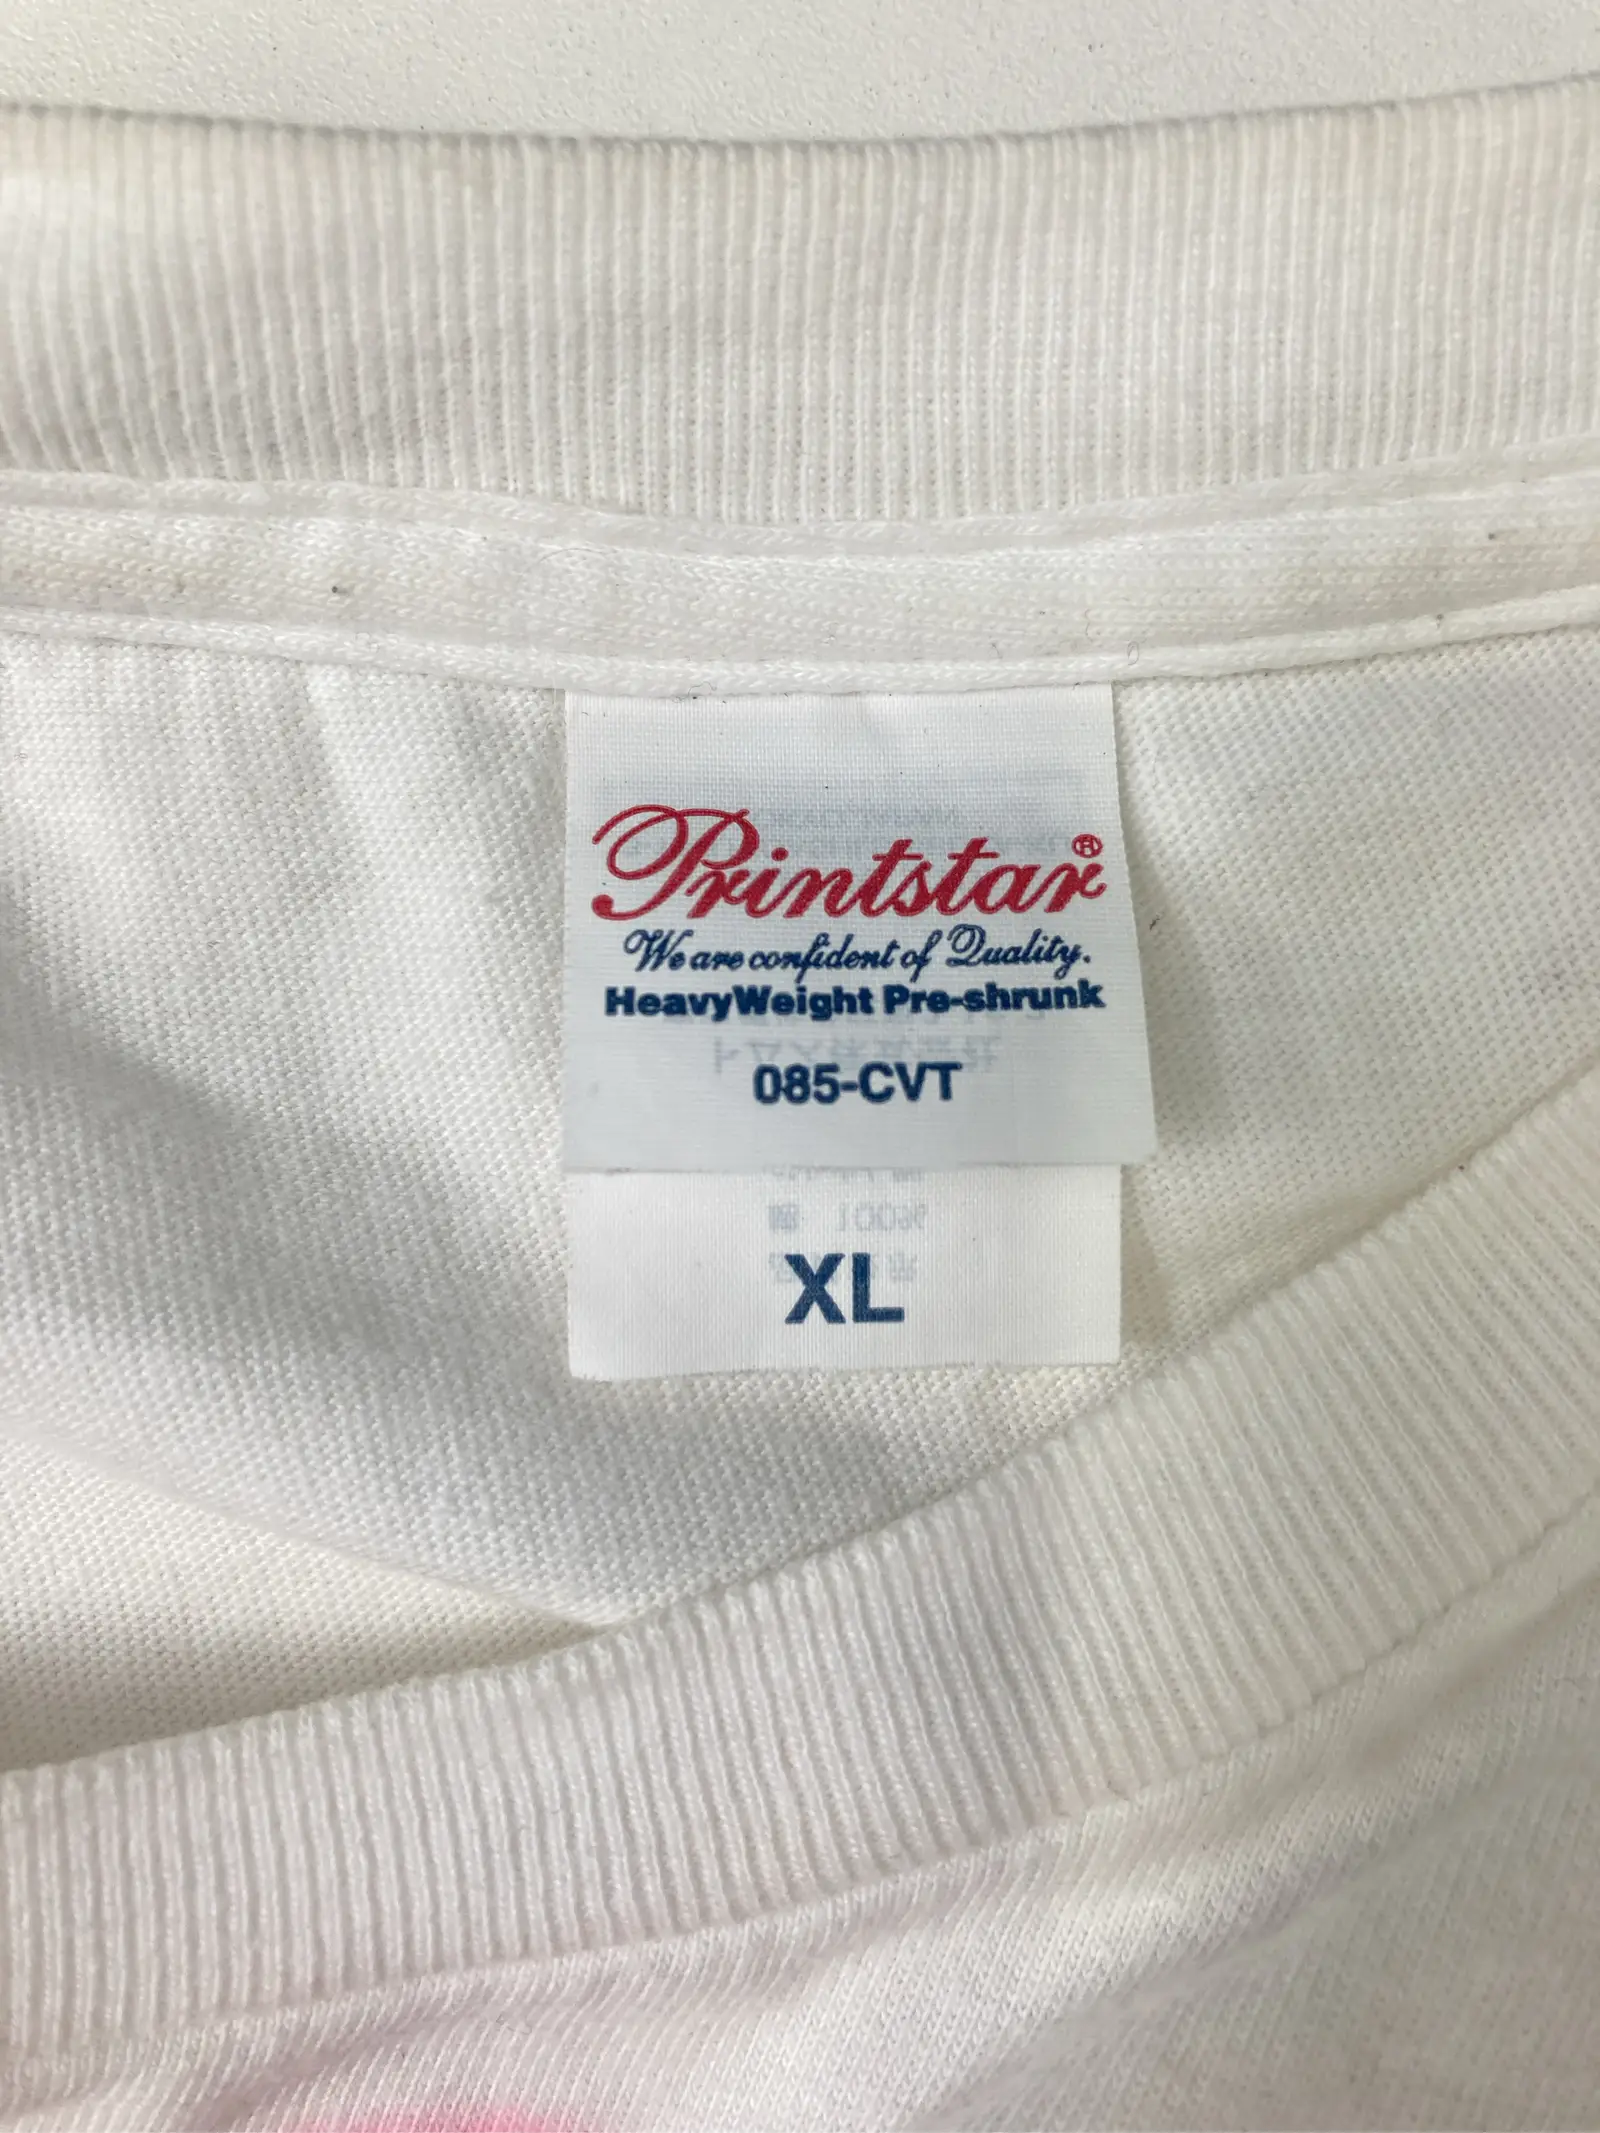 Printstar®
We are confident of Quality.
HeavyWeight Pre-shrunk
085-CVT
XL